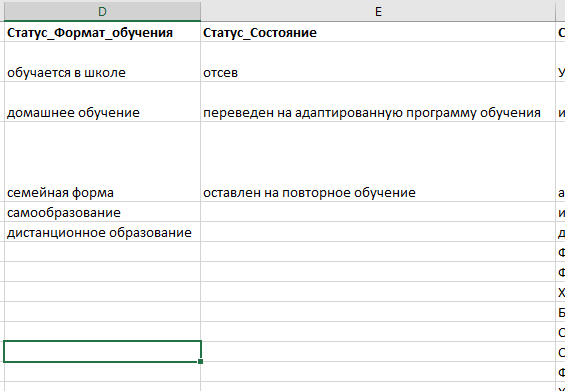 D E
Статус_Формат_обучения Статус_Состояние С
обучается в школе отсев У
домашнее обучение переведен на адаптированную программу обучения и
семейная форма оставлен на повторное обучение а
самообразование и
дистанционное образование д
Ф
Ф
Х
Б
С
С
Ф